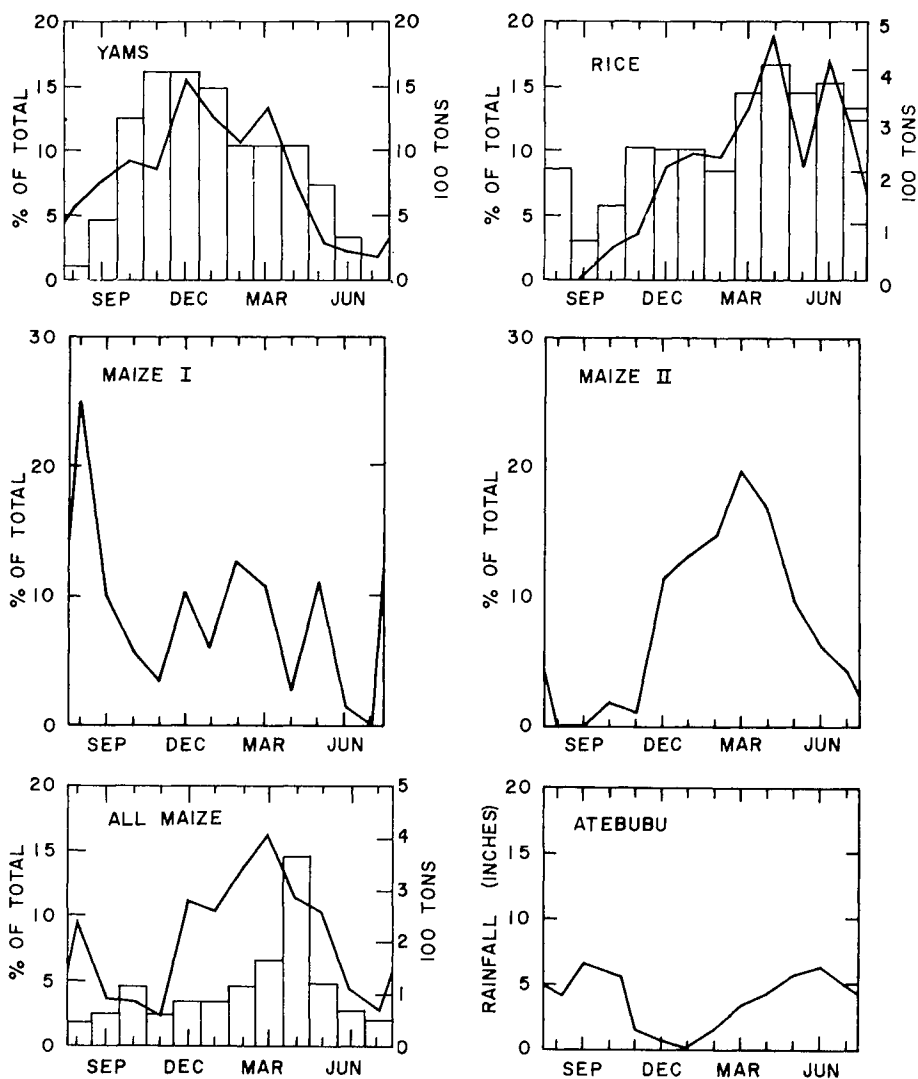 YAMS
% OF TOTAL
20
15
10
5
0
100 TONS
20
15
10
5
0
SEP DEC MAR JUN
RICE
% OF TOTAL
20
15
10
5
0
100 TONS
5
4
3
2
1
0
SEP DEC MAR JUN
MAIZE I
% OF TOTAL
30
20
10
0
SEP DEC MAR JUN
MAIZE II
% OF TOTAL
30
20
10
0
SEP DEC MAR JUN
ALL MAIZE
% OF TOTAL
20
15
10
5
0
100 TONS
5
4
3
2
1
0
SEP DEC MAR JUN
ATEBUBU
RAINFALL (INCHES)
20
15
10
5
0
SEP DEC MAR JUN